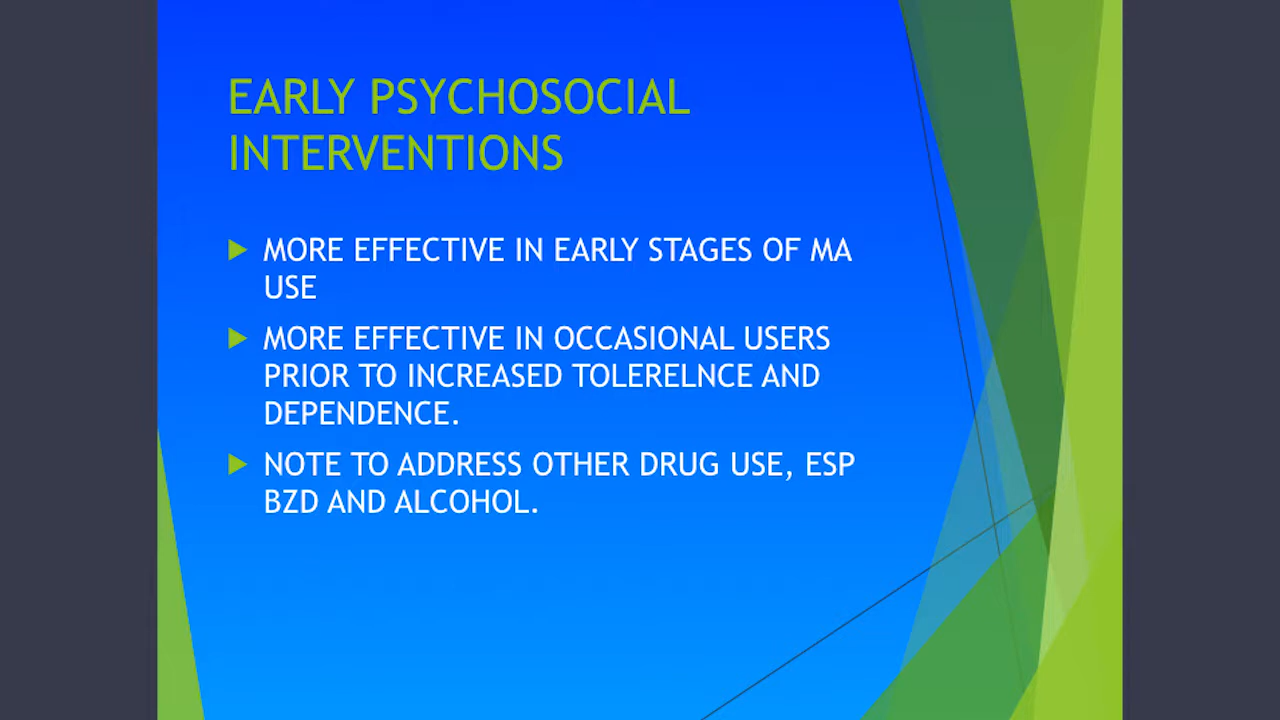 EARLY PSYCHOSOCIAL
INTERVENTIONS
MORE EFFECTIVE IN EARLY STAGES OF MA
USE
MORE EFFECTIVE IN OCCASIONAL USERS
PRIOR TO INCREASED TOLERELNCE AND
DEPENDENCE.
NOTE TO ADDRESS OTHER DRUG USE, ESP
BZD AND ALCOHOL.